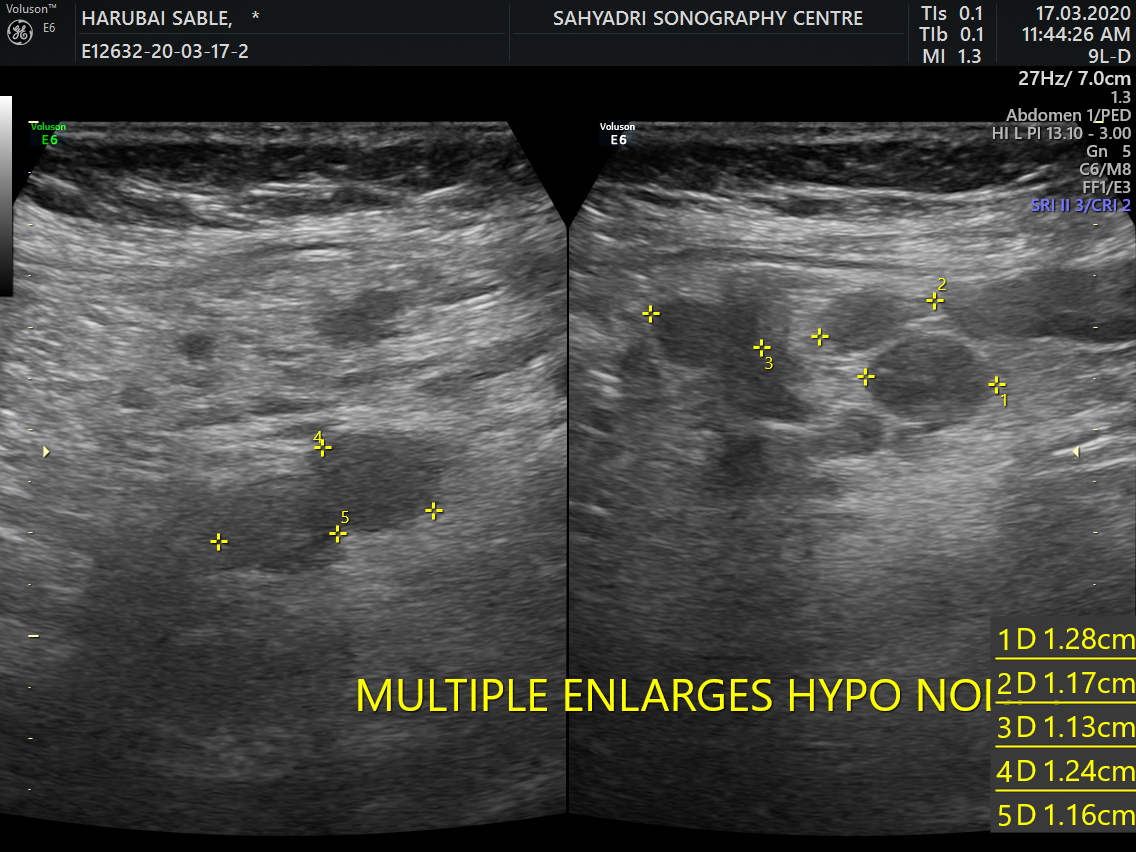 Voluson™
E6
HARUBAI SABLE, *
E12632-20-03-17-2
SAHYADRI SONOGRAPHY CENTRE
TIs 0.1
TIb 0.1
MI 1.3
17.03.2020
11:44:26 AM
9L-D
27Hz/ 7.0cm
1.3
Abdomen 1/PED
HI L PI 13.10 - 3.00
Gn 5
C6/M8
FF1/E3
SRI II 3/CRI 2
Voluson
E6
Voluson
E6
2
3
1
4
5
MULTIPLE ENLARGES HYPO
1 D 1.28cm
2 D 1.17cm
3 D 1.13cm
4 D 1.24cm
5 D 1.16cm